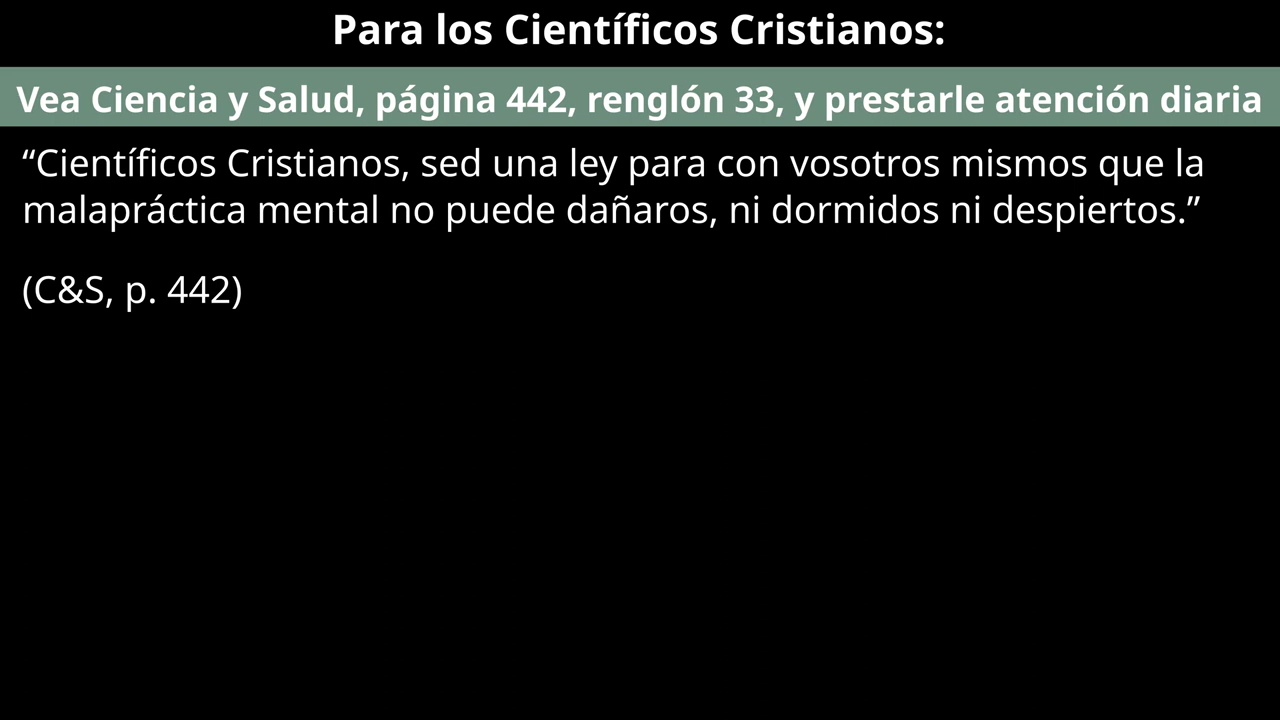 Para los Científicos Cristianos:
Vea Ciencia y Salud, página 442, renglón 33, y prestarle atención diaria
“Científicos Cristianos, sed una ley para con vosotros mismos que la
malapráctica mental no puede dañaros, ni dormidos ni despiertos.”
(C&S, p. 442)